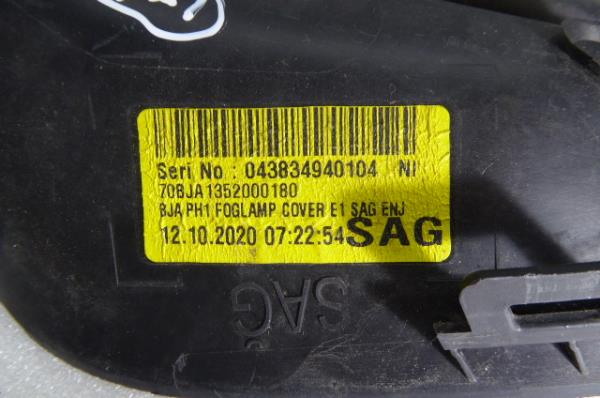 Seri No : 043834940104 NI
70BJA1352000180
BJA PH1 FOGLAMP COVER E1 SAG ENJ
12.10.2020 07:22:54 SAG
SAĞ